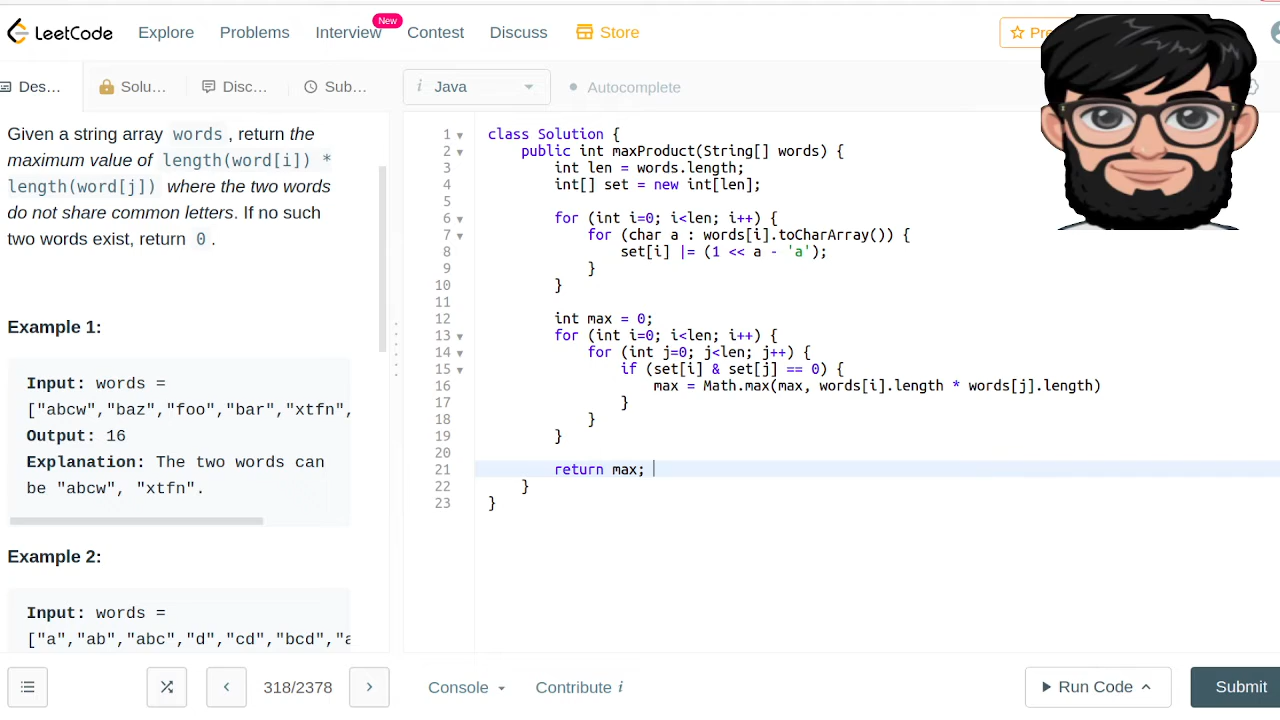 LeetCode Explore Problems Interview New Contest Discuss Store
Des... Solu... Disc... Sub... i Java Autocomplete
Given a string array words , return the
maximum value of length(word[i]) *
length(word[j]) where the two words
do not share common letters. If no such
two words exist, return 0 .
Example 1:
Input: words =
["abcw","baz","foo","bar","xtfn",
Output: 16
Explanation: The two words can
be "abcw", "xtfn".
Example 2:
Input: words =
["a","ab","abc","d","cd","bcd","a
1 class Solution {
2 public int maxProduct(String[] words) {
3 int len = words.length;
4 int[] set = new int[len];
5
6 for (int i=0; i<len; i++) {
7 for (char a : words[i].toCharArray()) {
8 set[i] |= (1 << a - 'a');
9 }
10 }
11
12 int max = 0;
13 for (int i=0; i<len; i++) {
14 for (int j=0; j<len; j++) {
15 if (set[i] & set[j] == 0) {
16 max = Math.max(max, words[i].length * words[j].length)
17 }
18 }
19 }
20
21 return max;
22 }
23 }
318/2378 Console Contribute i Run Code Submit